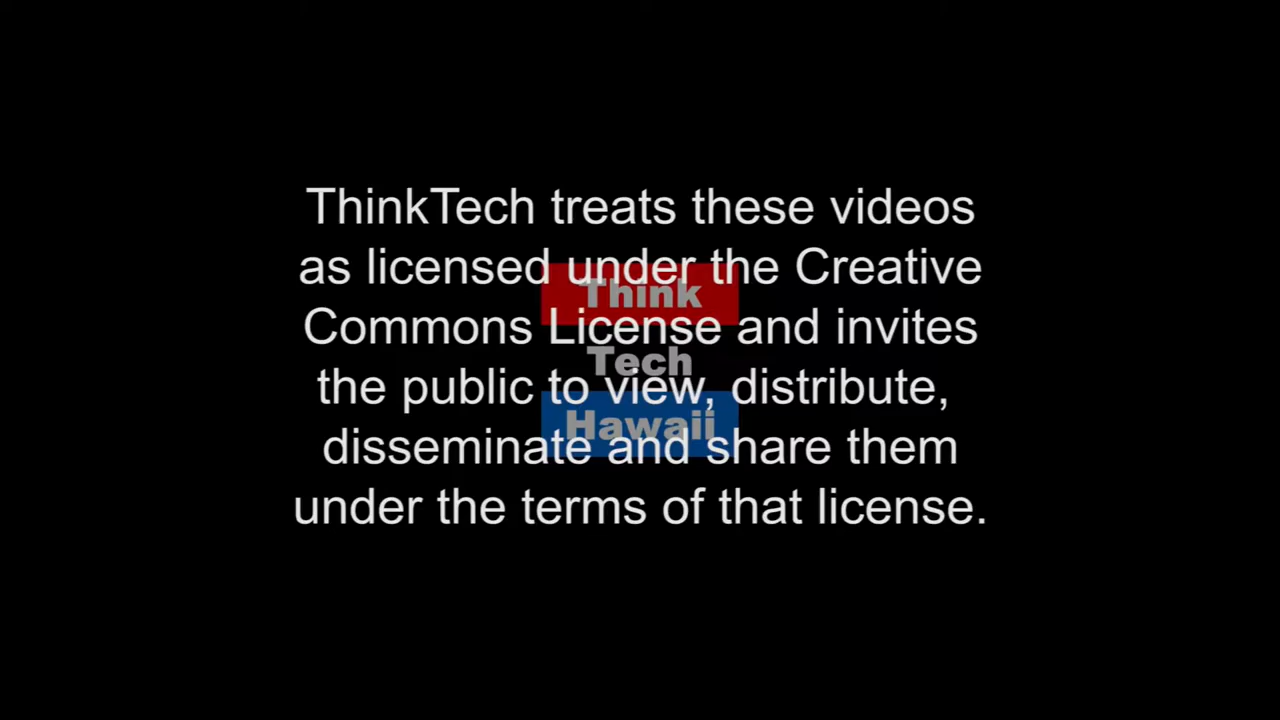 ThinkTech treats these videos
as licensed under the Creative
Commons License and invites
the public to view, distribute,
disseminate and share them
under the terms of that license.
Think
Tech
Hawaii